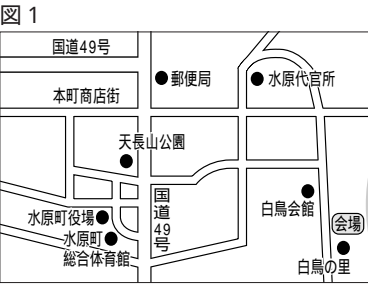 図1
国道49号
郵便局
水原代官所
本町商店街
天長山公園
国道49号
白鳥会館
水原町役場
会場
水原町
総合体育館
白鳥の里